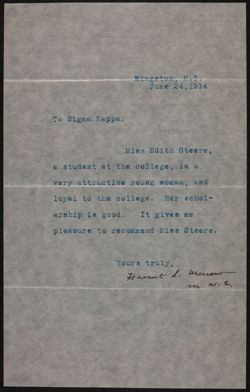 Kingston, R.I.
June 24, 1914
To Sigma Kappa:
Miss Edith Steere,
a student at the college, is a
very attractive young woman, and
loyal to the college. Her schol-
arship is good. It gives me
pleasure to recommend Miss Steere.
Yours truly,
Harriet L. Merrow